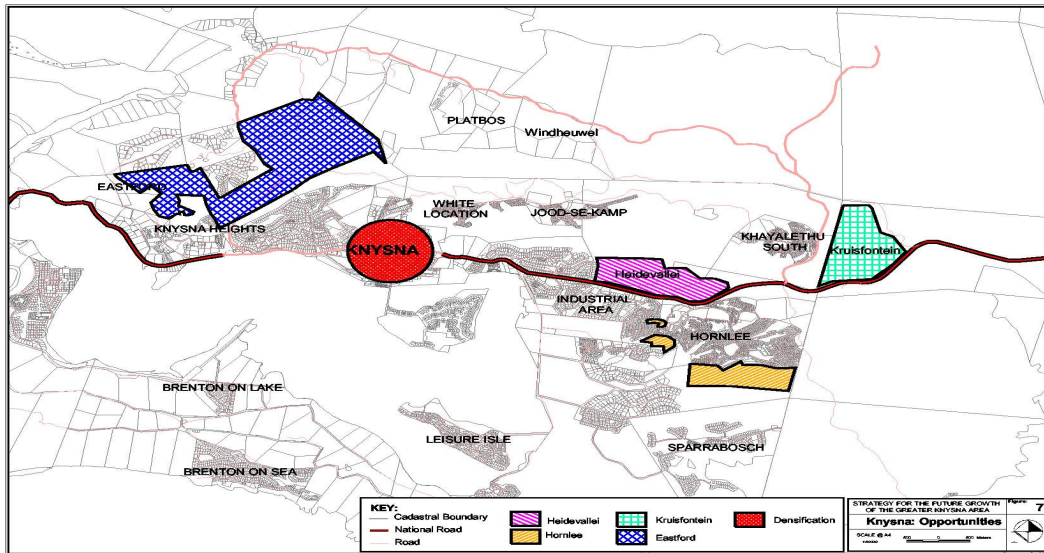 PLATBOS
Windheuwel
EASTFORD
WHITE
LOCATION
JOOD-SE-KAMP
KNYSNA HEIGHTS
KNYSNA
KHAYALETHU
SOUTH
Kruisfontein
Heidevallei
INDUSTRIAL
AREA
HORNLEE
BRENTON ON LAKE
LEISURE ISLE
SPARRABOSCH
BRENTON ON SEA
KEY:
Cadastral Boundary
National Road
Road
Heidevallei
Hornlee
Kruisfontein
Eastford
Densification
STRATEGY FOR THE FUTURE GROWTH
OF THE GREATER KNYSNA AREA
Figure:
7
Knysna: Opportunities
SCALE @ A4
Meters